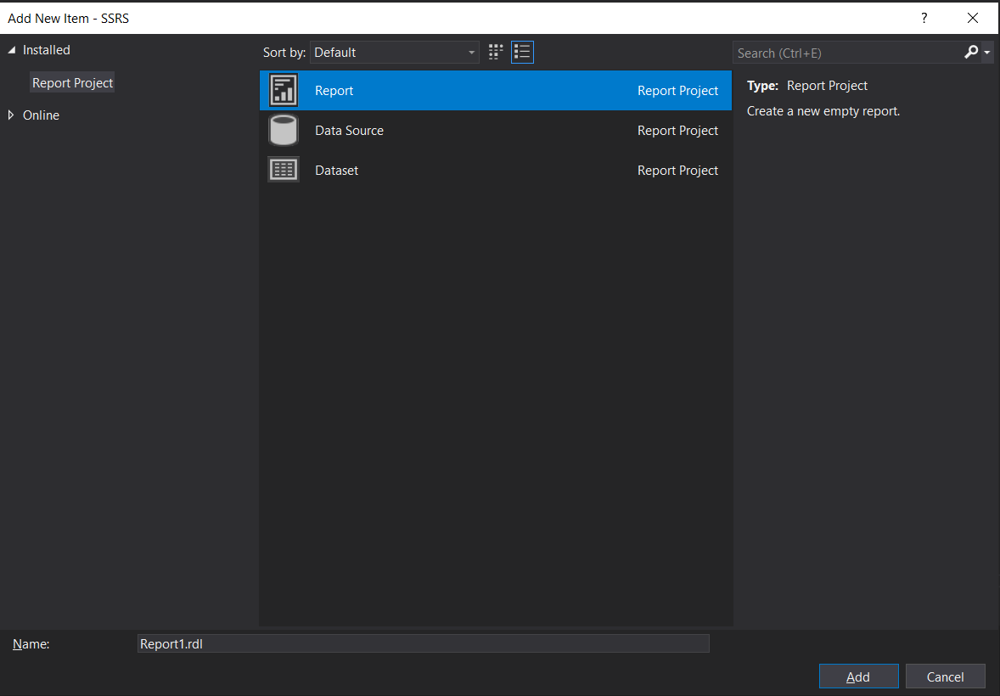 Add New Item - SSRS
?
Installed
Report Project
Online
Sort by: Default
Report Report Project
Data Source Report Project
Dataset Report Project
Search (Ctrl+E)
Type: Report Project
Create a new empty report.
Name: Report1.rdl
Add Cancel